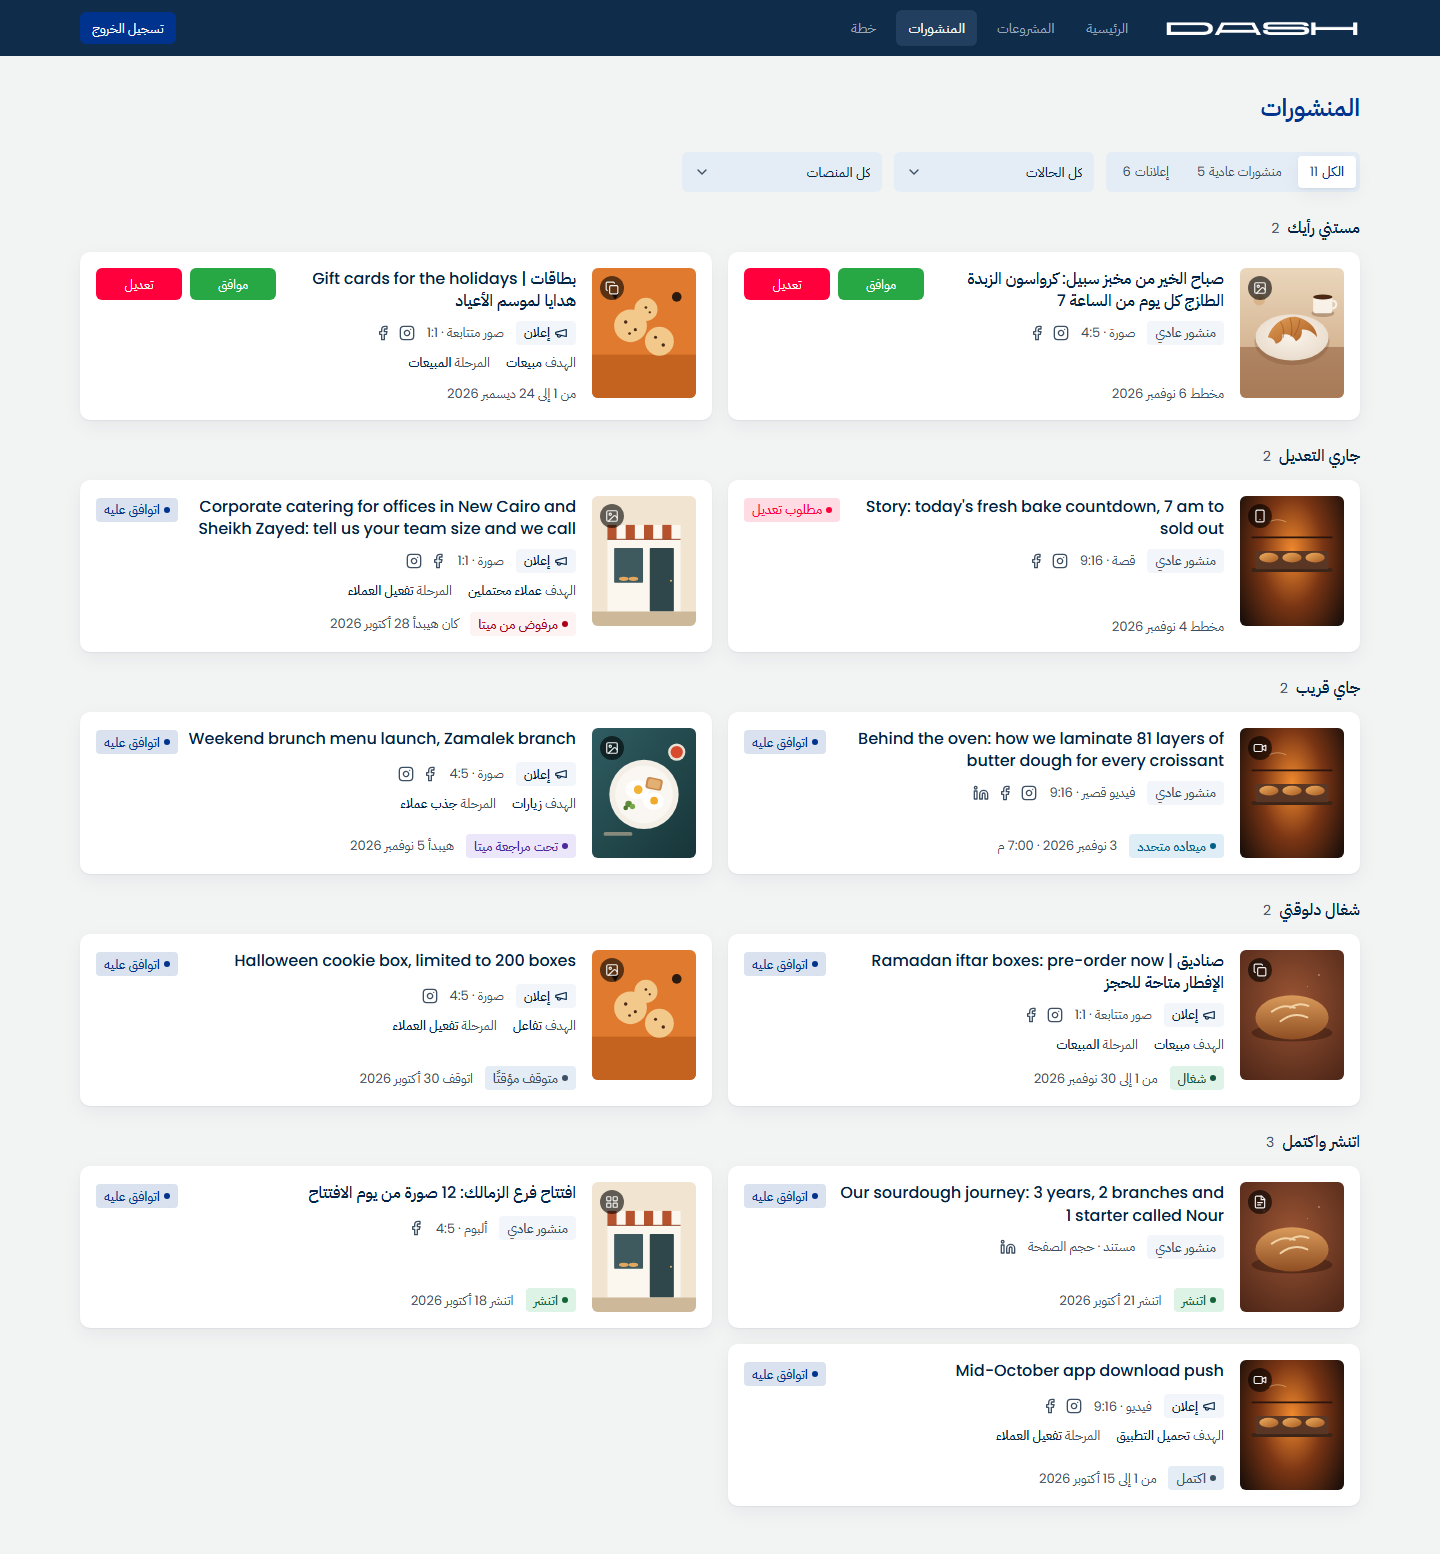 DASH
الرئيسية
المشروعات
المنشورات
خطة
تسجيل الخروج
المنشورات
الكل 11
منشورات عادية 5
إعلانات 6
كل الحالات
كل المنصات
مستني رأيك 2
صباح الخير من مخبز سبيل: كرواسون الزبدة
الطازج كل يوم من الساعة 7
موافق
تعديل
منشور عادي
صورة · 4:5
مخطط 6 نوفمبر 2026
بطاقات | Gift cards for the holidays
هدايا لموسم الأعياد
موافق
تعديل
إعلان
صور متتابعة · 1:1
الهدف مبيعات
المرحلة المبيعات
من 1 إلى 24 ديسمبر 2026
جاري التعديل 2
Story: today's fresh bake countdown, 7 am to
sold out
مطلوب تعديل
منشور عادي
قصة · 9:16
مخطط 4 نوفمبر 2026
Corporate catering for offices in New Cairo and
Sheikh Zayed: tell us your team size and we call
اتوافق عليه
إعلان
صورة · 1:1
الهدف عملاء محتملين
المرحلة تفعيل العملاء
مرفوض من ميتا
كان هيبدأ 28 أكتوبر 2026
جاي قريب 2
Behind the oven: how we laminate 81 layers of
butter dough for every croissant
اتوافق عليه
منشور عادي
فيديو قصير · 9:16
ميعاده متحدد
3 نوفمبر 2026 · 7:00 م
Weekend brunch menu launch, Zamalek branch
اتوافق عليه
إعلان
صورة · 4:5
الهدف زيارات
المرحلة جذب عملاء
تحت مراجعة ميتا
هيبدأ 5 نوفمبر 2026
شغال دلوقتي 2
صناديق | Ramadan iftar boxes: pre-order now
الإفطار متاحة للحجز
اتوافق عليه
إعلان
صور متتابعة · 1:1
الهدف مبيعات
المرحلة المبيعات
شغال
من 1 إلى 30 نوفمبر 2026
Halloween cookie box, limited to 200 boxes
اتوافق عليه
إعلان
صورة · 4:5
الهدف تفاعل
المرحلة تفعيل العملاء
متوقف مؤقتًا
اتوقف 30 أكتوبر 2026
اتنشر واكتمل 3
Our sourdough journey: 3 years, 2 branches and
1 starter called Nour
اتوافق عليه
منشور عادي
مستند · حجم الصفحة
اتنشر
اتنشر 21 أكتوبر 2026
افتتاح فرع الزمالك: 12 صورة من يوم الافتتاح
اتوافق عليه
منشور عادي
ألبوم · 4:5
اتنشر
اتنشر 18 أكتوبر 2026
Mid-October app download push
اتوافق عليه
إعلان
فيديو · 9:16
الهدف تحميل التطبيق
المرحلة تفعيل العملاء
اكتمل
من 1 إلى 15 أكتوبر 2026